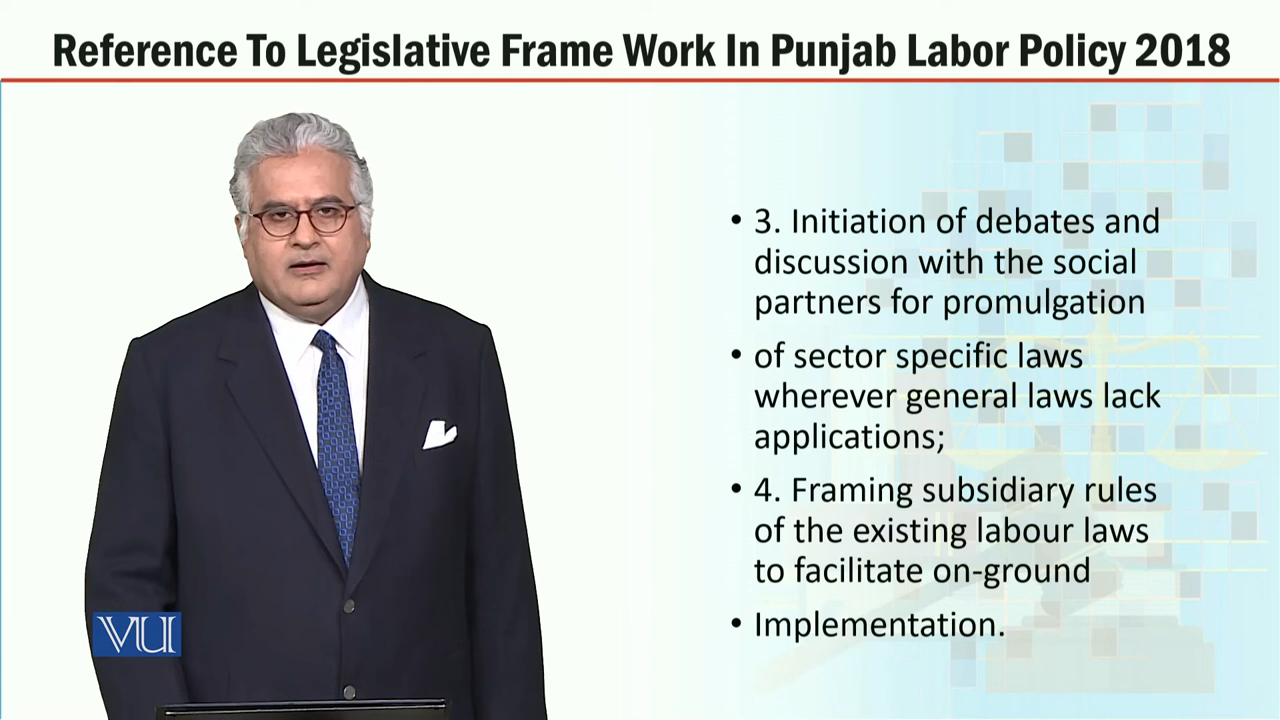 Reference To Legislative Frame Work In Punjab Labor Policy 2018
• 3. Initiation of debates and
discussion with the social
partners for promulgation
• of sector specific laws
wherever general laws lack
applications;
• 4. Framing subsidiary rules
of the existing labour laws
to facilitate on-ground
• Implementation.
VU